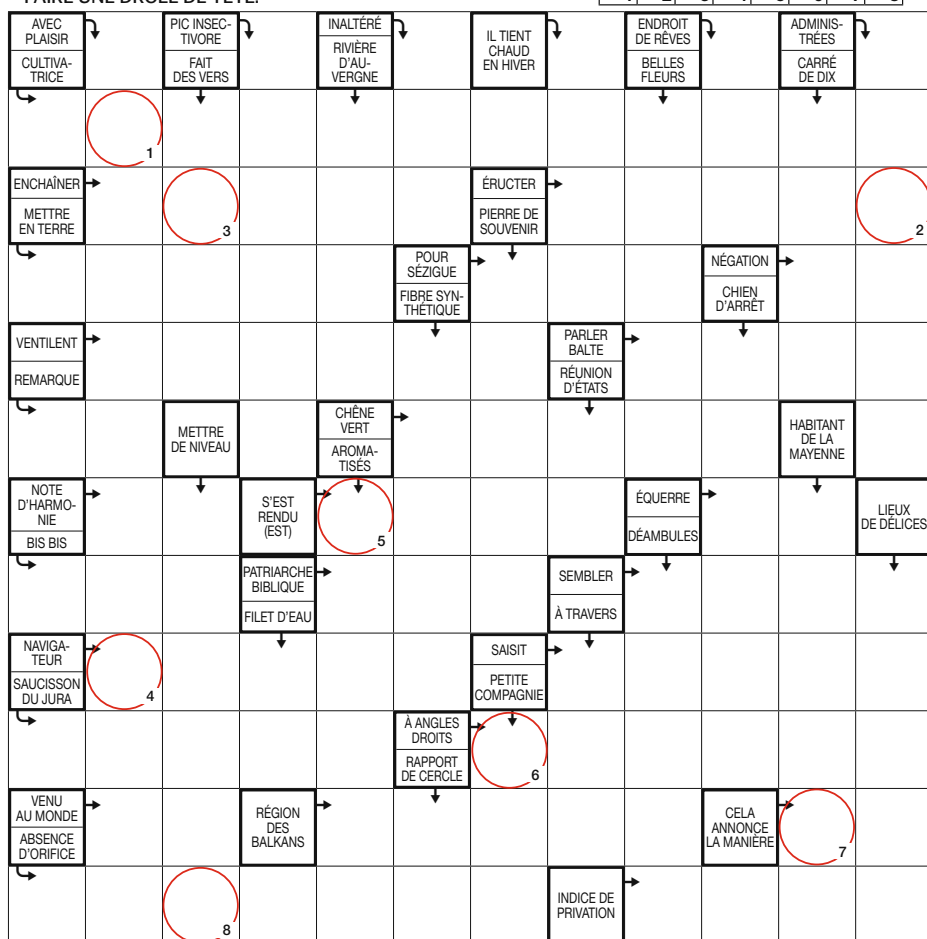 FAIRE UNE DRÔLE DE TÊTE.
AVEC
PLAISIR
CULTIVA-
TRICE
PIC INSEC-
TIVORE
FAIT
DES VERS
INALTÉRÉ
RIVIÈRE
D'AU-
VERGNE
IL TIENT
CHAUD
EN HIVER
ENDROIT
DE RÊVES
BELLES
FLEURS
ADMINIS-
TRÉES
CARRÉ
DE DIX
1
ENCHAÎNER
METTRE
EN TERRE
3
ÉRUCTER
PIERRE DE
SOUVENIR
2
POUR
SÉZIGUE
FIBRE SYN-
THÉTIQUE
NÉGATION
CHIEN
D'ARRÊT
VENTILENT
REMARQUE
PARLER
BALTE
RÉUNION
D'ÉTATS
METTRE
DE NIVEAU
CHÊNE
VERT
AROMA-
TISÉS
HABITANT
DE LA
MAYENNE
NOTE
D'HARMO-
NIE
BIS BIS
S'EST
RENDU
(EST)
5
ÉQUERRE
DÉAMBULES
LIEUX
DE DÉLICES
PATRIARCHE
BIBLIQUE
FILET D'EAU
SEMBLER
À TRAVERS
NAVIGA-
TEUR
SAUCISSON
DU JURA
4
SAISIT
PETITE
COMPAGNIE
À ANGLES
DROITS
RAPPORT
DE CERCLE
6
VENU
AU MONDE
ABSENCE
D'ORIFICE
RÉGION
DES
BALKANS
CELA
ANNONCE
LA MANIÈRE
7
8
INDICE DE
PRIVATION